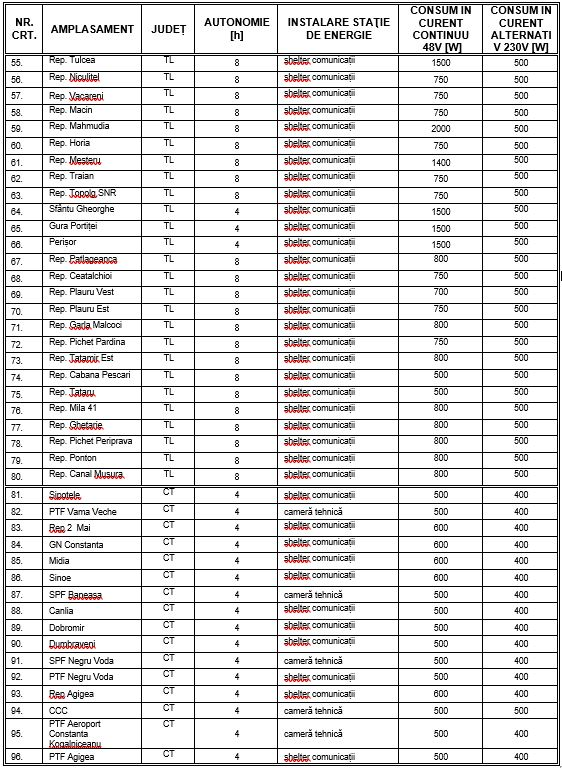 NR. CRT. AMPLASAMENT JUDEȚ AUTONOMIE [h] INSTALARE STAȚIE DE ENERGIE CONSUM IN CURENT CONTINUU 48V [W] CONSUM IN CURENT ALTERNATIV 230V [W]
55. Rep. Tulcea TL 8 shelter comunicații 1500 500
56. Rep. Niculițel TL 8 shelter comunicații 750 500
57. Rep. Vacareni TL 8 shelter comunicații 750 500
58. Rep. Macin TL 8 shelter comunicații 750 500
59. Rep. Mahmudia TL 8 shelter comunicații 2000 500
60. Rep. Horia TL 8 shelter comunicații 750 500
61. Rep. Mesteru TL 8 shelter comunicații 1400 500
62. Rep. Traian TL 8 shelter comunicații 750 500
63. Rep. Topolg SNR TL 8 shelter comunicații 750 500
64. Sfântu Gheorghe TL 4 shelter comunicații 1500 500
65. Gura Portiței TL 4 shelter comunicații 1500 500
66. Perișor TL 4 shelter comunicații 1500 500
67. Rep. Patlageanca TL 8 shelter comunicații 800 500
68. Rep. Ceatalchioi TL 8 shelter comunicații 750 500
69. Rep. Plauru Vest TL 8 shelter comunicații 700 500
70. Rep. Plauru Est TL 8 shelter comunicații 750 500
71. Rep. Garla Malcoci TL 8 shelter comunicații 800 500
72. Rep. Pichet Pardina TL 8 shelter comunicații 750 500
73. Rep. Tatamir Est TL 8 shelter comunicații 800 500
74. Rep. Cabana Pescari TL 8 shelter comunicații 500 500
75. Rep. Tataru TL 8 shelter comunicații 500 500
76. Rep. Mila 41 TL 8 shelter comunicații 800 500
77. Rep. Ghetarie TL 8 shelter comunicații 800 500
78. Rep. Pichet Periprava TL 8 shelter comunicații 800 500
79. Rep. Ponton TL 8 shelter comunicații 800 500
80. Rep. Canal Musura TL 8 shelter comunicații 800 500
81. Sipotele CT 4 shelter comunicații 500 400
82. PTF Vama Veche CT 4 cameră tehnică 500 400
83. Rep 2 Mai CT 4 shelter comunicații 600 400
84. GN Constanta CT 4 shelter comunicații 600 400
85. Midia CT 4 shelter comunicații 600 400
86. Sinoe CT 4 shelter comunicații 600 400
87. SPF Baneasa CT 4 cameră tehnică 500 400
88. Canlia CT 4 shelter comunicații 500 400
89. Dobromir CT 4 shelter comunicații 500 400
90. Dumbraveni CT 4 shelter comunicații 500 400
91. SPF Negru Voda CT 4 cameră tehnică 500 400
92. PTF Negru Voda CT 4 shelter comunicații 500 400
93. Rep Agigea CT 4 shelter comunicații 600 400
94. CCC CT 4 cameră tehnică 500 500
95. PTF Aeroport Constanta Kogalniceanu CT 4 cameră tehnică 500 400
96. PTF Agigea CT 4 shelter comunicații 500 400